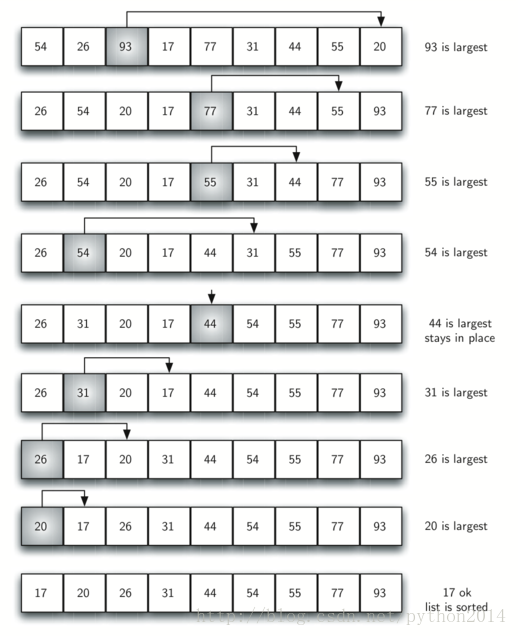 54 26 93 17 77 31 44 55 20 93 is largest
26 54 20 17 77 31 44 55 93 77 is largest
26 54 20 17 55 31 44 77 93 55 is largest
26 54 20 17 44 31 55 77 93 54 is largest
26 31 20 17 44 54 55 77 93 44 is largest
stays in place
26 31 20 17 44 54 55 77 93 31 is largest
26 17 20 31 44 54 55 77 93 26 is largest
20 17 26 31 44 54 55 77 93 20 is largest
17 20 26 31 44 54 55 77 93 17 ok
list is sorted
http://blog.csdn.net/python2014